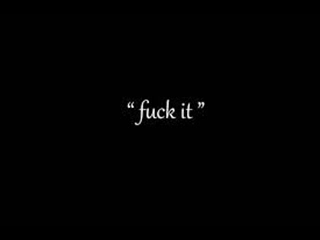 “ fuck it ”